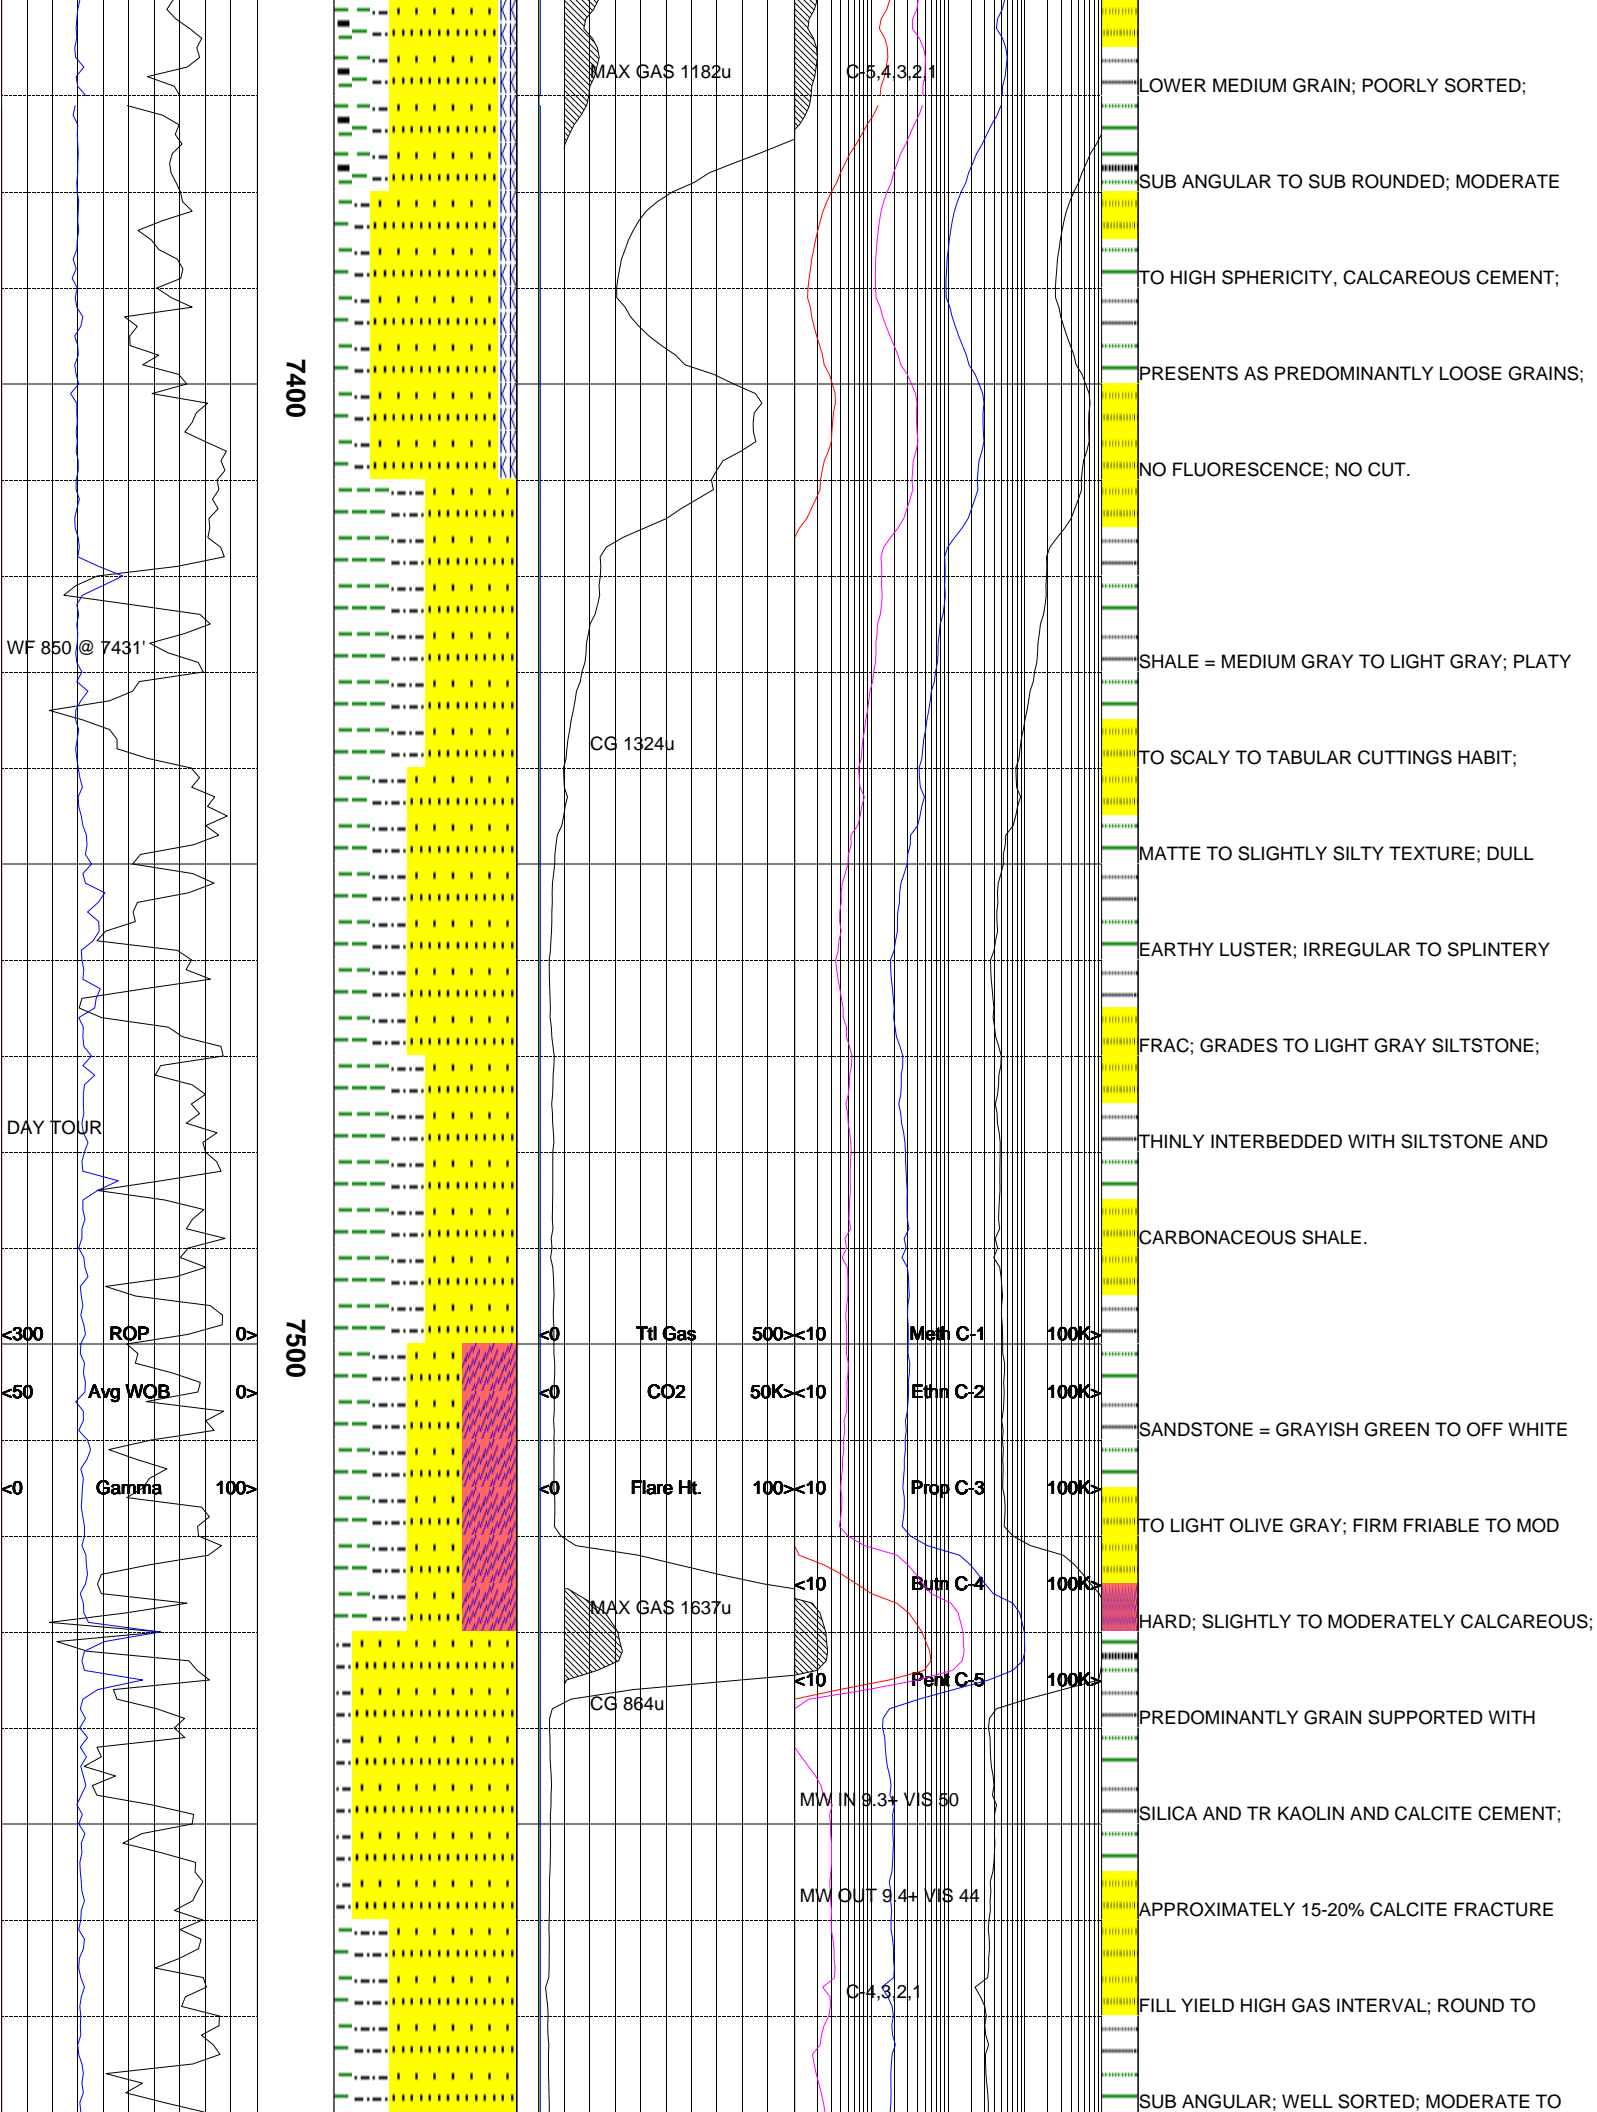 MAX GAS 1182u
C-5,4,3,2,1
LOWER MEDIUM GRAIN; POORLY SORTED;
SUB ANGULAR TO SUB ROUNDED; MODERATE
TO HIGH SPHERICITY, CALCAREOUS CEMENT;
PRESENTS AS PREDOMINANTLY LOOSE GRAINS;
7400
NO FLUORESCENCE; NO CUT.
WF 850 @ 7431'
SHALE = MEDIUM GRAY TO LIGHT GRAY; PLATY
CG 1324u
TO SCALY TO TABULAR CUTTINGS HABIT;
MATTE TO SLIGHTLY SILTY TEXTURE; DULL
EARTHY LUSTER; IRREGULAR TO SPLINTERY
FRAC; GRADES TO LIGHT GRAY SILTSTONE;
DAY TOUR
THINLY INTERBEDDED WITH SILTSTONE AND
CARBONACEOUS SHALE.
<300 ROP 0>
7500
<0 Ttl Gas 500>
<10 Meth C-1 100K>
<50 Avg WOB 0>
<0 CO2 50K>
<10 Ethn C-2 100K>
SANDSTONE = GRAYISH GREEN TO OFF WHITE
<0 Gamma 100>
<0 Flare Ht. 100>
<10 Prop C-3 100K>
TO LIGHT OLIVE GRAY; FIRM FRIABLE TO MOD
<10 Butn C-4 100K>
MAX GAS 1637u
HARD; SLIGHTLY TO MODERATELY CALCAREOUS;
<10 Pent C-5 100K>
CG 864u
PREDOMINANTLY GRAIN SUPPORTED WITH
MW IN 9.3+ VIS 50
SILICA AND TR KAOLIN AND CALCITE CEMENT;
MW OUT 9.4+ VIS 44
APPROXIMATELY 15-20% CALCITE FRACTURE
C-4,3,2,1
FILL YIELD HIGH GAS INTERVAL; ROUND TO
SUB ANGULAR; WELL SORTED; MODERATE TO